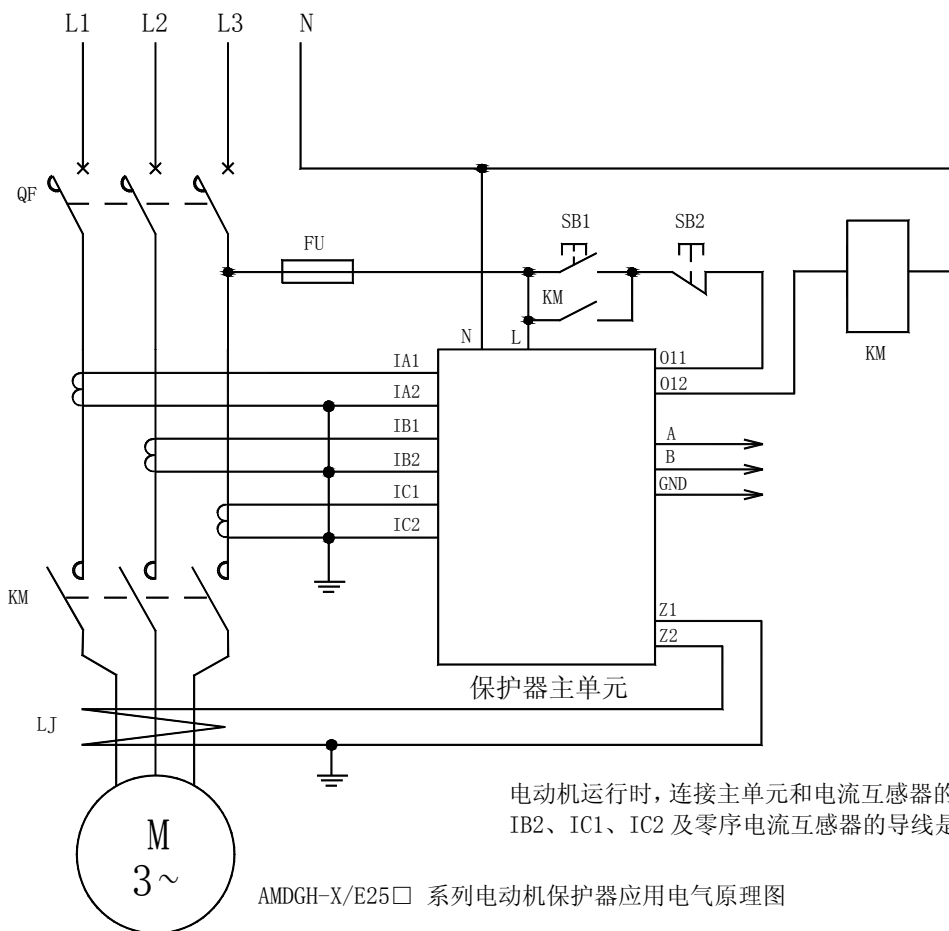 L1 L2 L3 N
QF
FU
SB1 SB2
KM
KM
N L
IA1
IA2
IB1
IB2
IC1
IC2
O11
O12
A
B
GND
Z1
Z2
KM
保护器主单元
LJ
电动机运行时,连接主单元和电流互感器的
IB2、IC1、IC2 及零序电流互感器的导线是
M
3~
AMDGH-X/E25□ 系列电动机保护器应用电气原理图